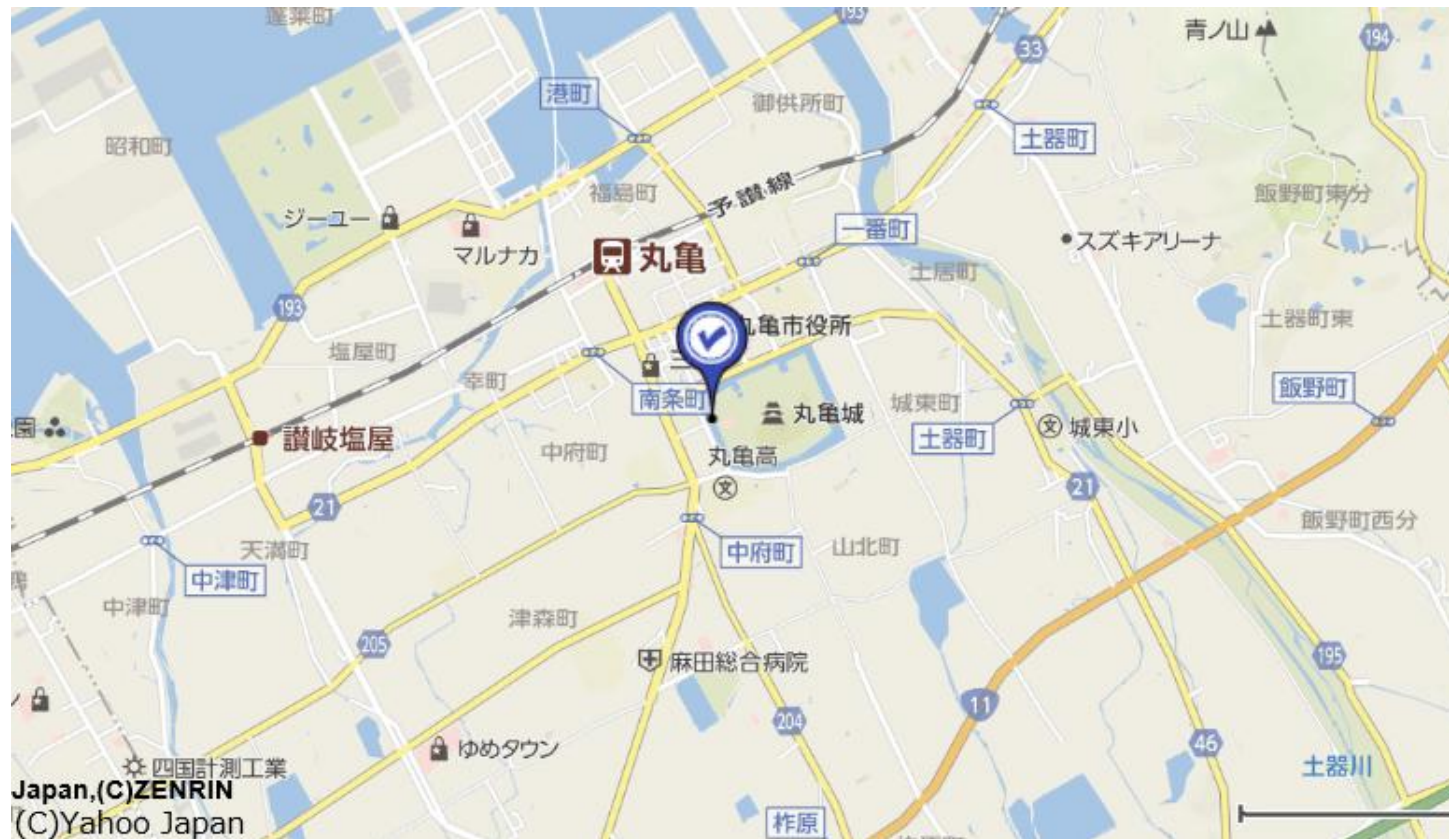 蓬莱町
193
193
青ノ山
194
33
港町
御供所町
土器町
昭和町
福島町
予讃線
飯野町東分
ジーユー
マルナカ
丸亀
一番町
スズキアリーナ
土居町
193
丸亀市役所
土器町東
塩屋町
幸町
三
南条町
飯野町
丸亀城
城東町
土器町
文
城東小
園
讃岐塩屋
中府町
丸亀高
文
21
21
飯野町西分
天満町
中府町
山北町
中津町
中津町
津森町
205
麻田総合病院
195
11
204
46
ゆめタウン
四国計測工業
土器川
Japan,(C)ZENRIN
(C)Yahoo Japan
柞原